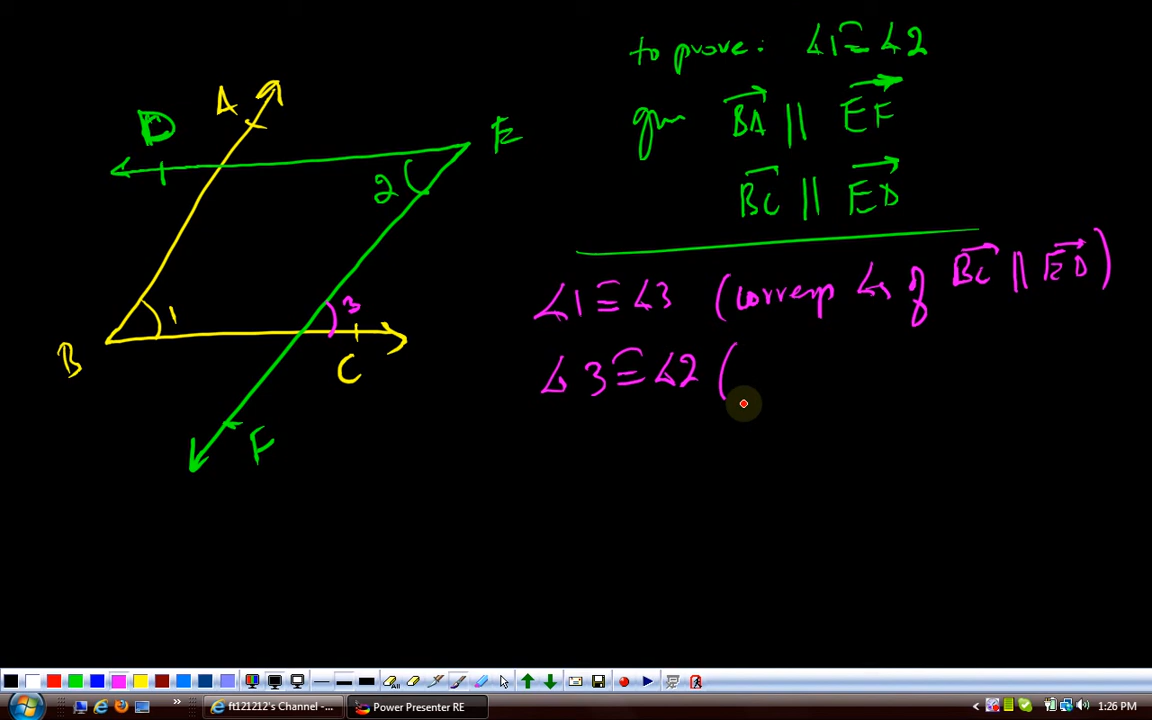 to prove: ∠1 ≅ ∠2
A
D
E
BA || EF
2
BC || ED
∠1 ≅ ∠3 (corresp ∠s of BC || ED)
1
3
B
C
∠3 ≅ ∠2 (
F
ft121212's Channel -...
Power Presenter RE
1:26 PM